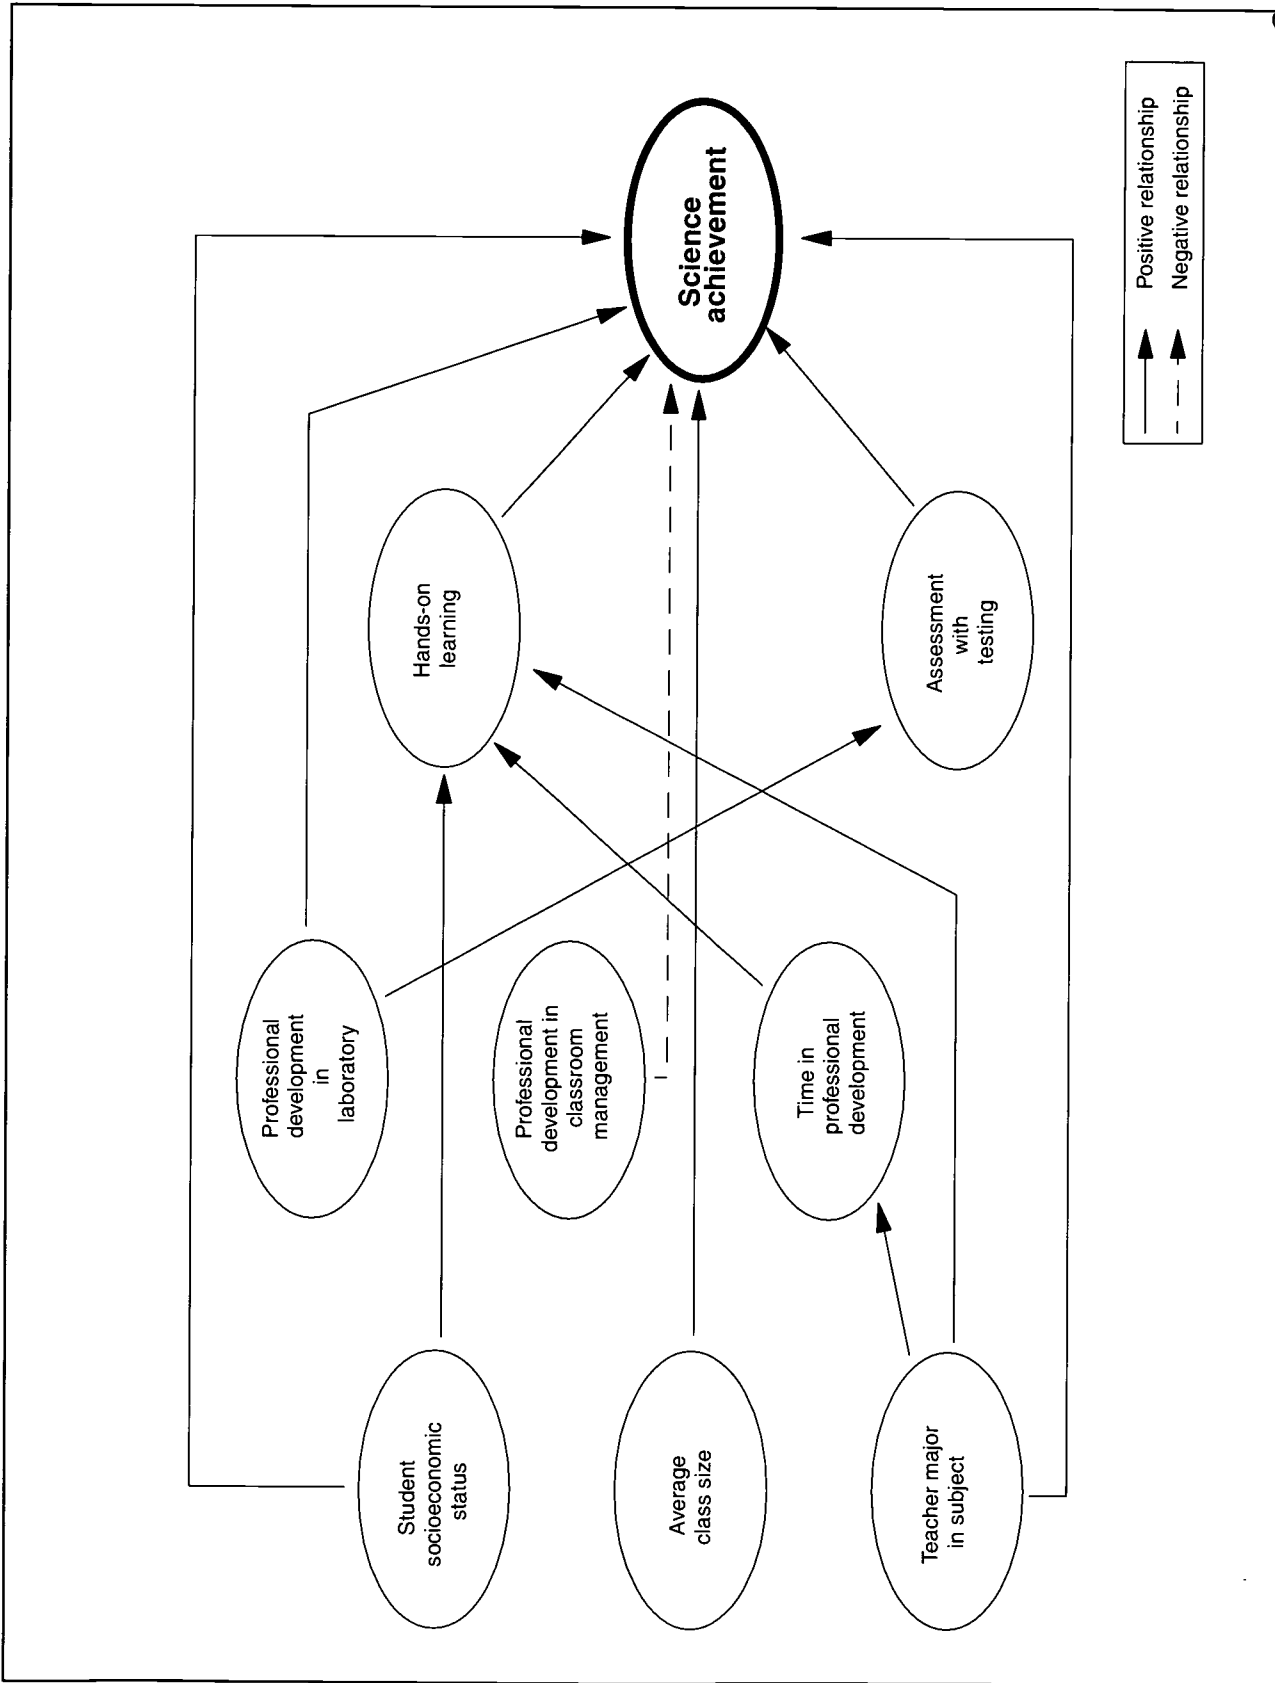 Student
socioeconomic
status
Average
class size
Teacher major
in subject
Professional
development
in
laboratory
Professional
development in
classroom
management
Time in
professional
development
Hands-on
learning
Assessment
with
testing
Science
achievement
Positive relationship
Negative relationship